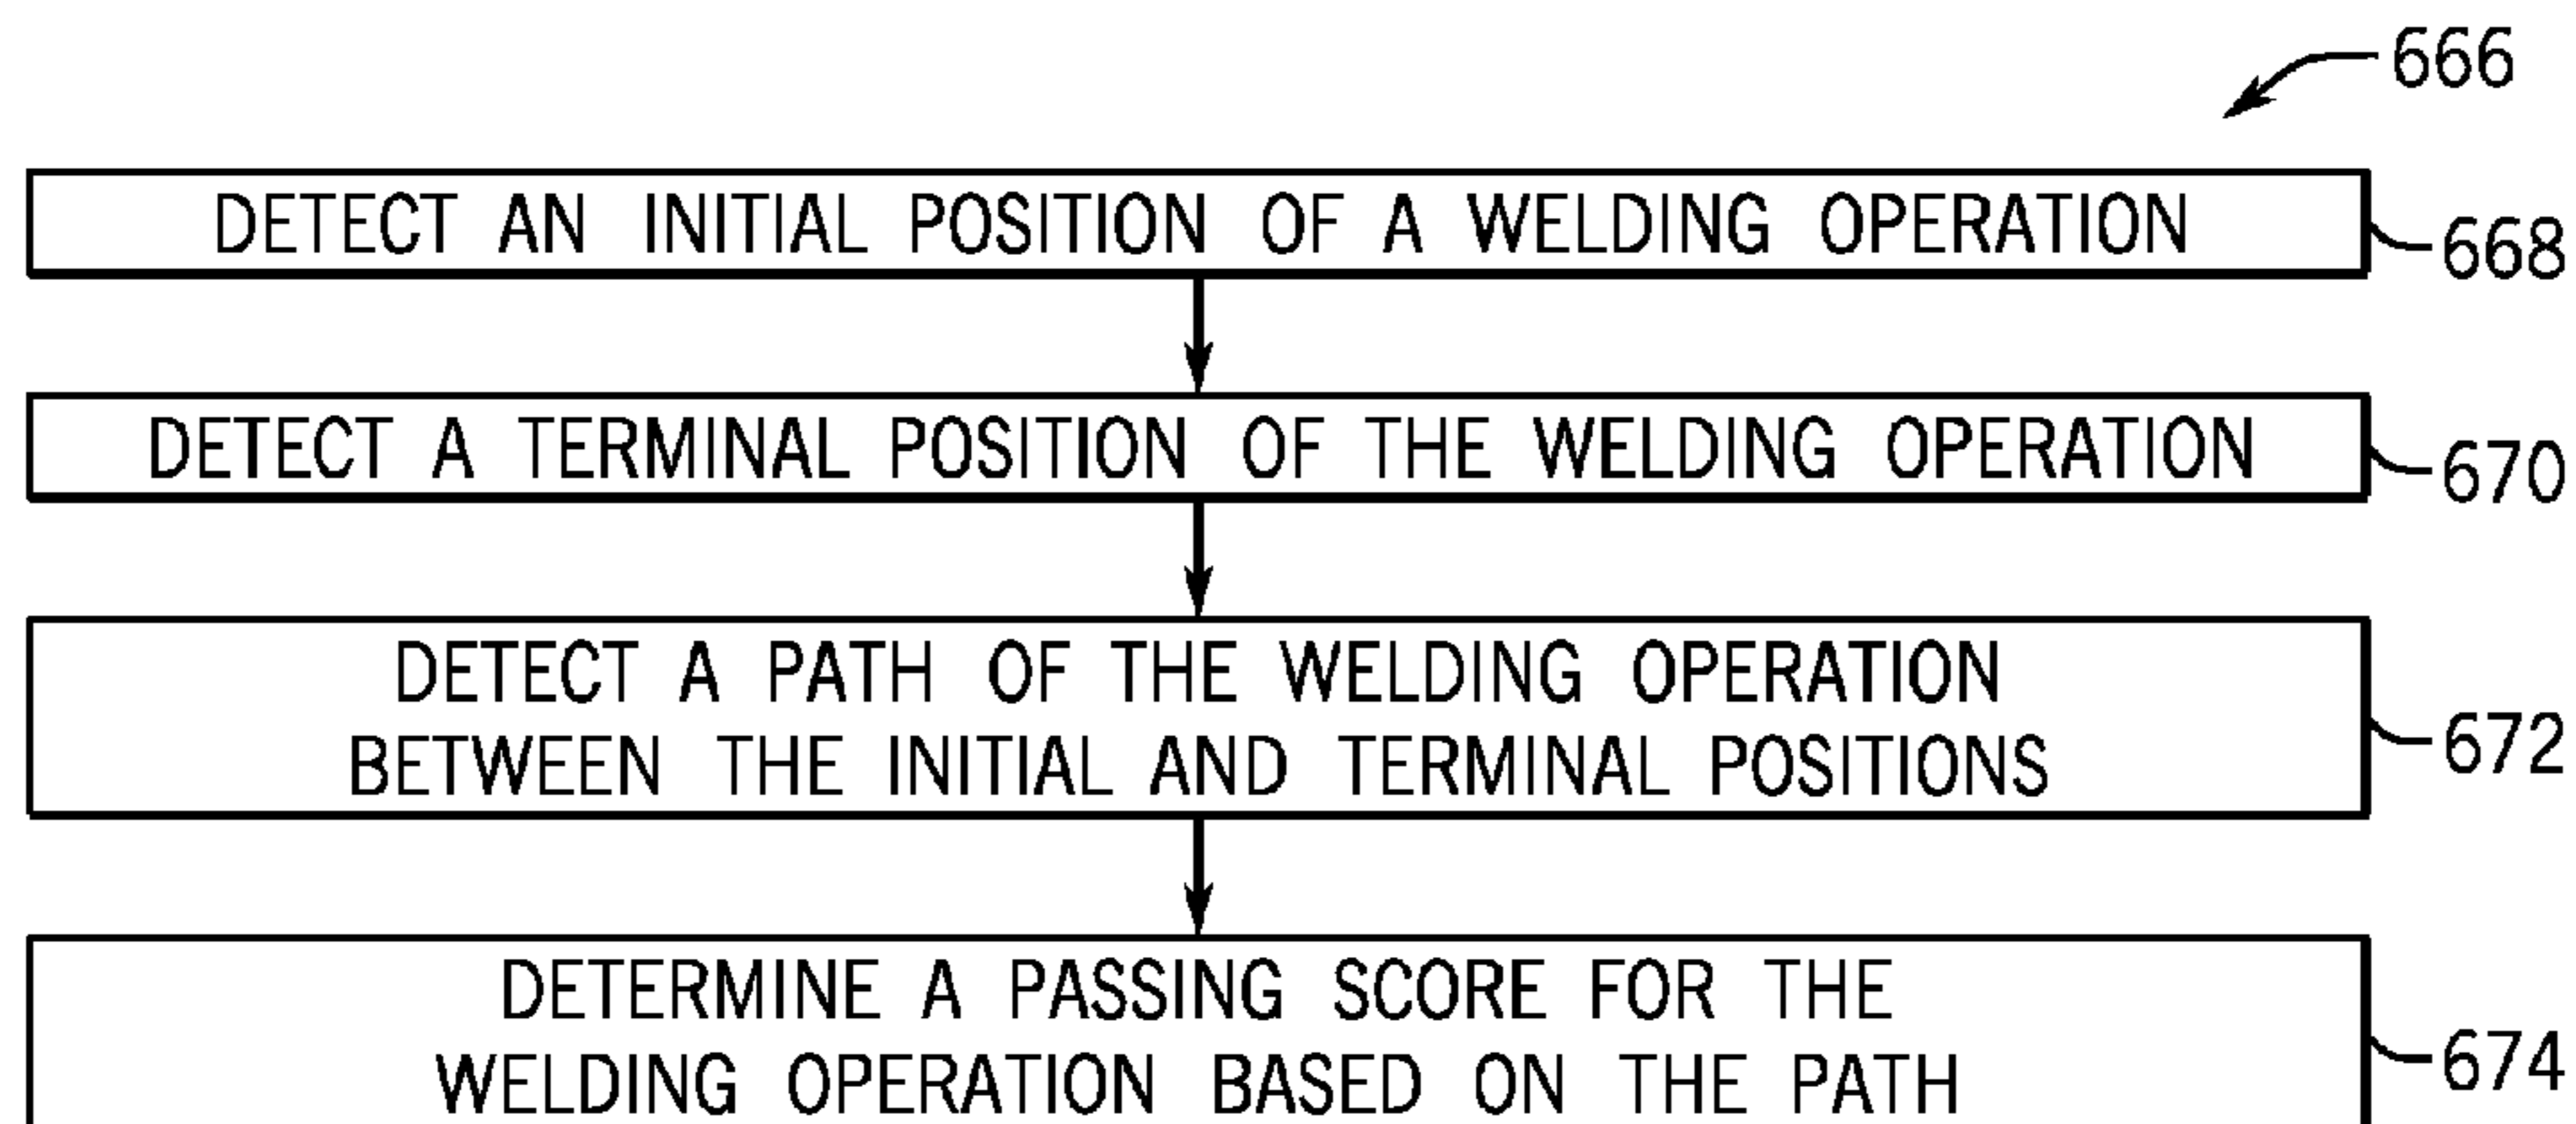 666
DETECT AN INITIAL POSITION OF A WELDING OPERATION
668
DETECT A TERMINAL POSITION OF THE WELDING OPERATION
670
DETECT A PATH OF THE WELDING OPERATION
BETWEEN THE INITIAL AND TERMINAL POSITIONS
672
DETERMINE A PASSING SCORE FOR THE
WELDING OPERATION BASED ON THE PATH
674